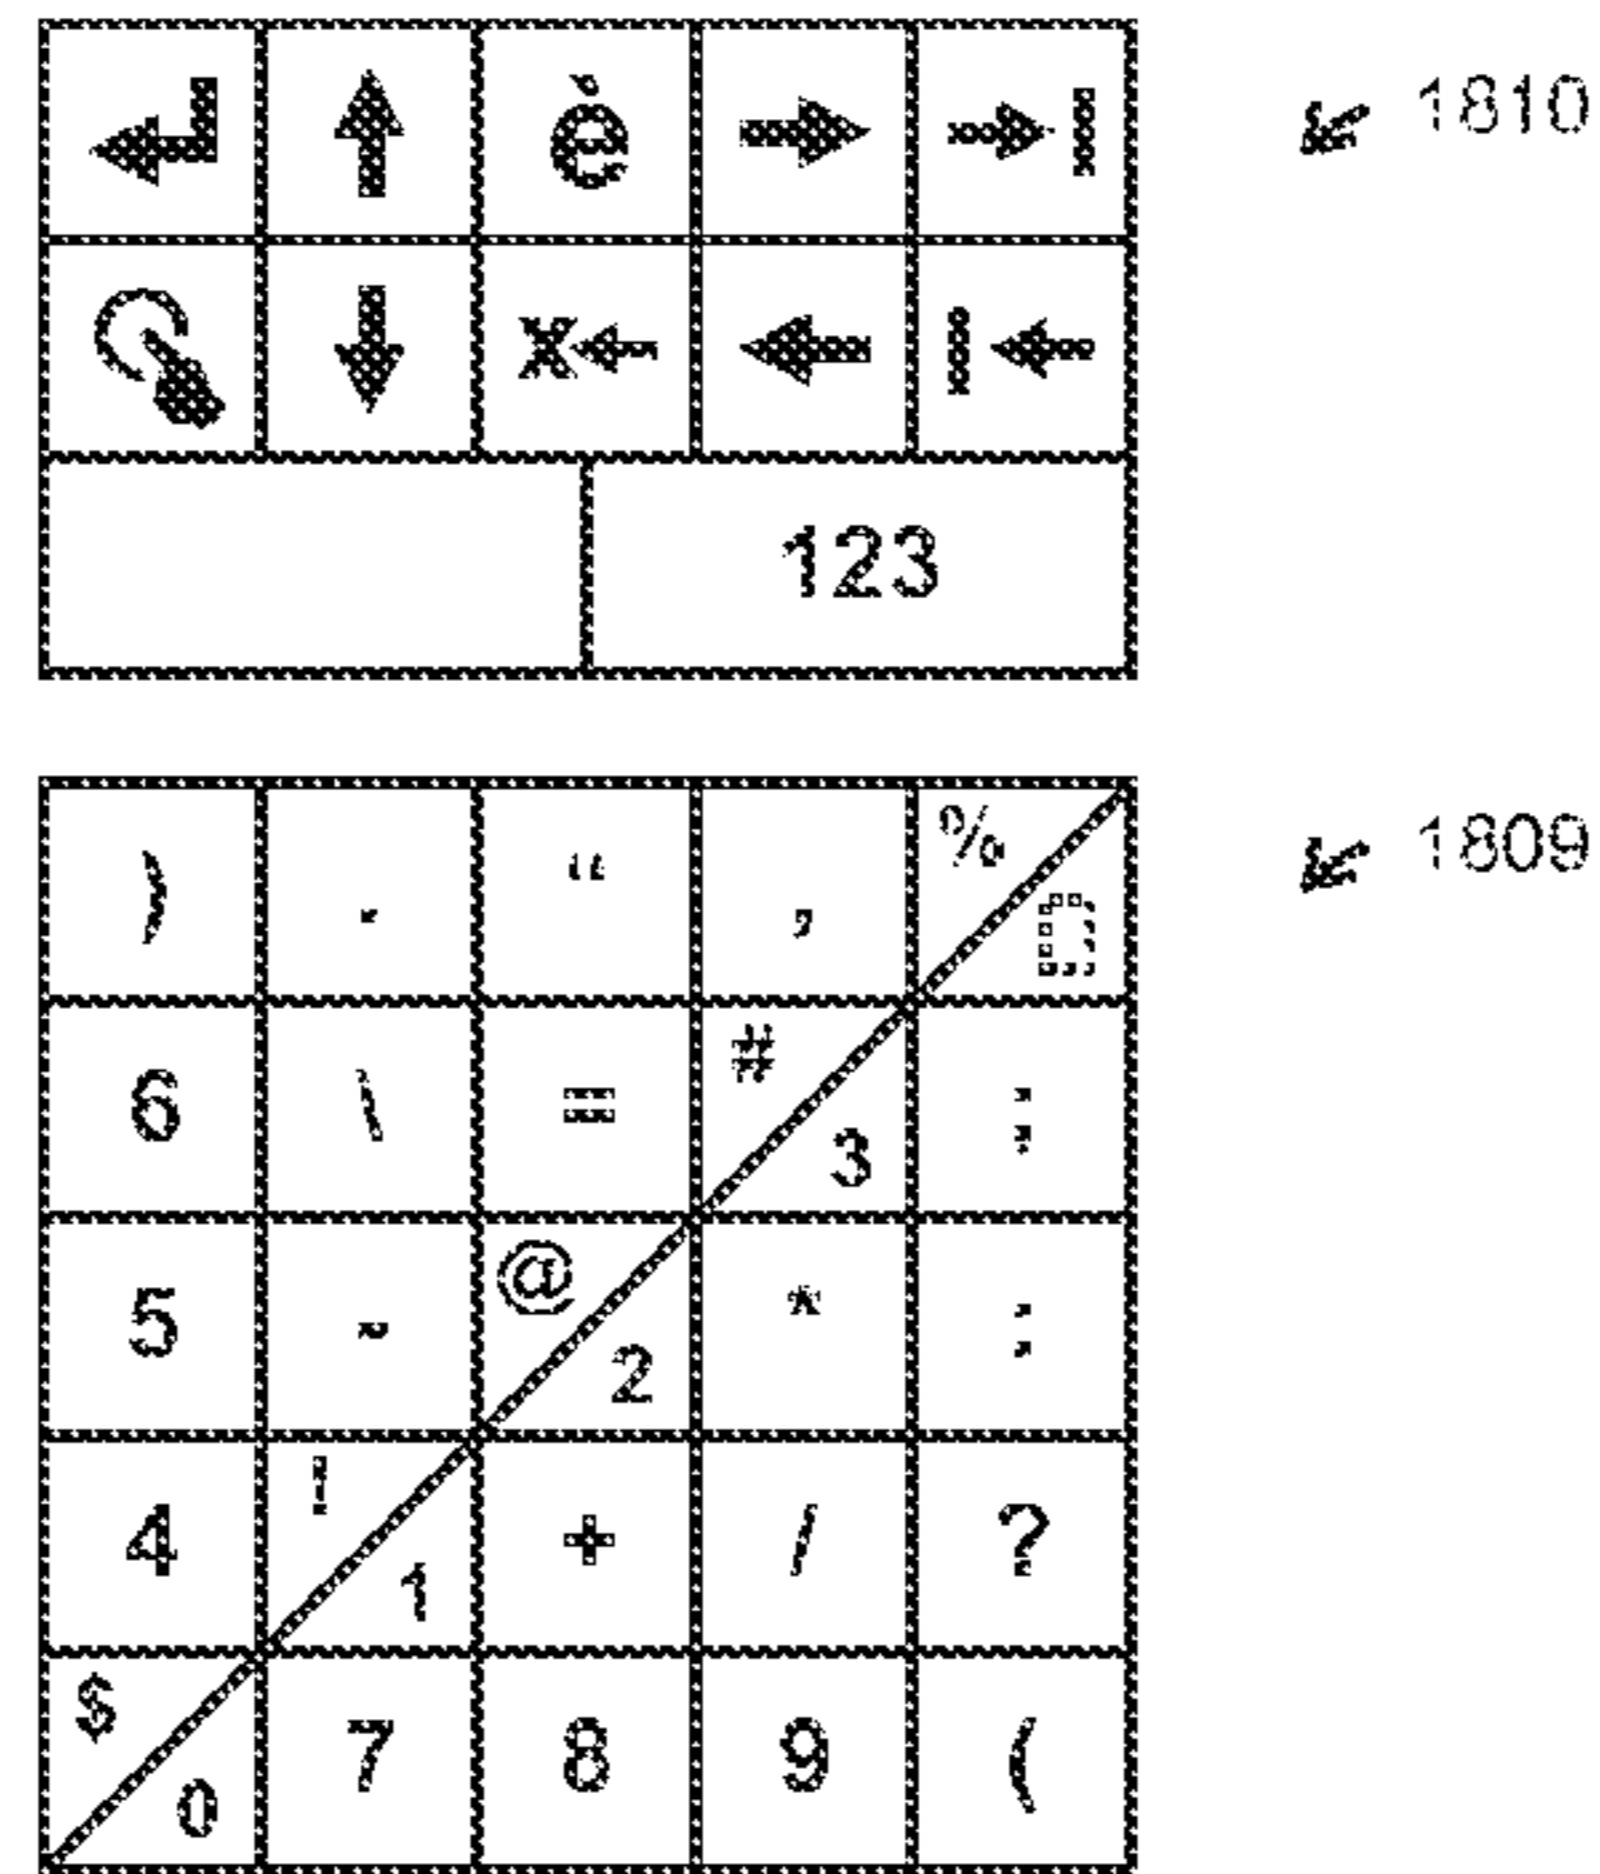 è 1810
X
123
) . “ , % 1809
6 \ = # 3 ;
5 @ 2 * :
4 ! 1 + / ?
$ 0 7 8 9 (